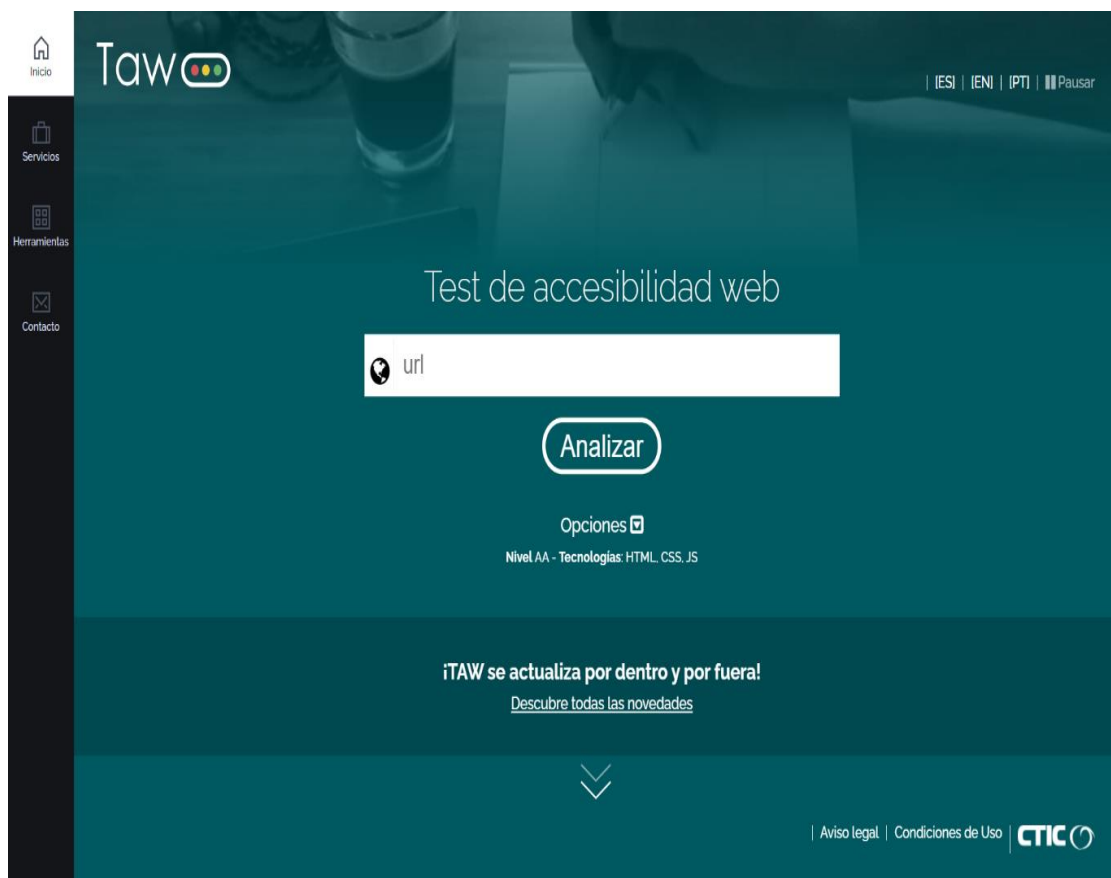 Inicio
Servicios
Herramientas
Contacto
Taw
| [ES] | [EN] | [PT] | Pausar
Test de accesibilidad web
url
Analizar
Opciones
Nivel AA - Tecnologías: HTML, CSS, JS
¡TAW se actualiza por dentro y por fuera!
Descubre todas las novedades
| Aviso legal | Condiciones de Uso | CTIC